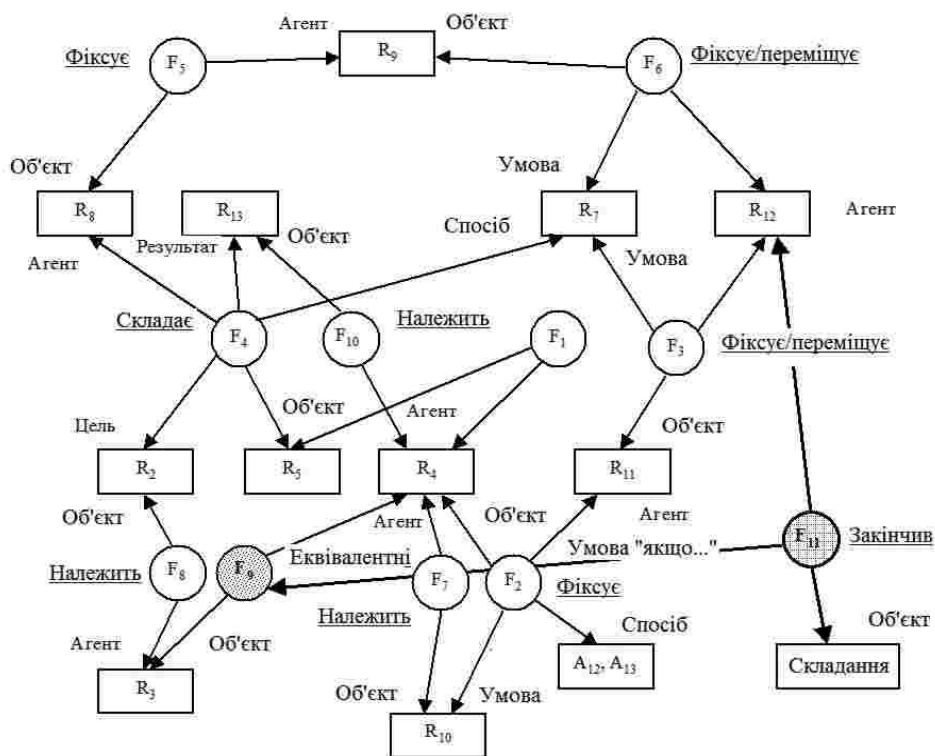 Агент
Об'єкт
Фіксує
F5
R9
F6
Фіксує/переміщує
Об'єкт
Умова
R8
R13
Спосіб
R7
R12
Агент
Об'єкт
Агент
Результат
Умова
Складає
F4
F10
Належить
F1
F3
Фіксує/переміщує
Цель
Об'єкт
Агент
Об'єкт
R2
R5
R4
R11
Об'єкт
Агент
Об'єкт
Агент
F11
Закінчив
Належить
F8
F9
Еквівалентні
F7
F2
Умова "якщо..."
Фіксує
Належить
Спосіб
Агент
Об'єкт
Об'єкт
R3
A12, A13
Складання
Об'єкт
Умова
R10